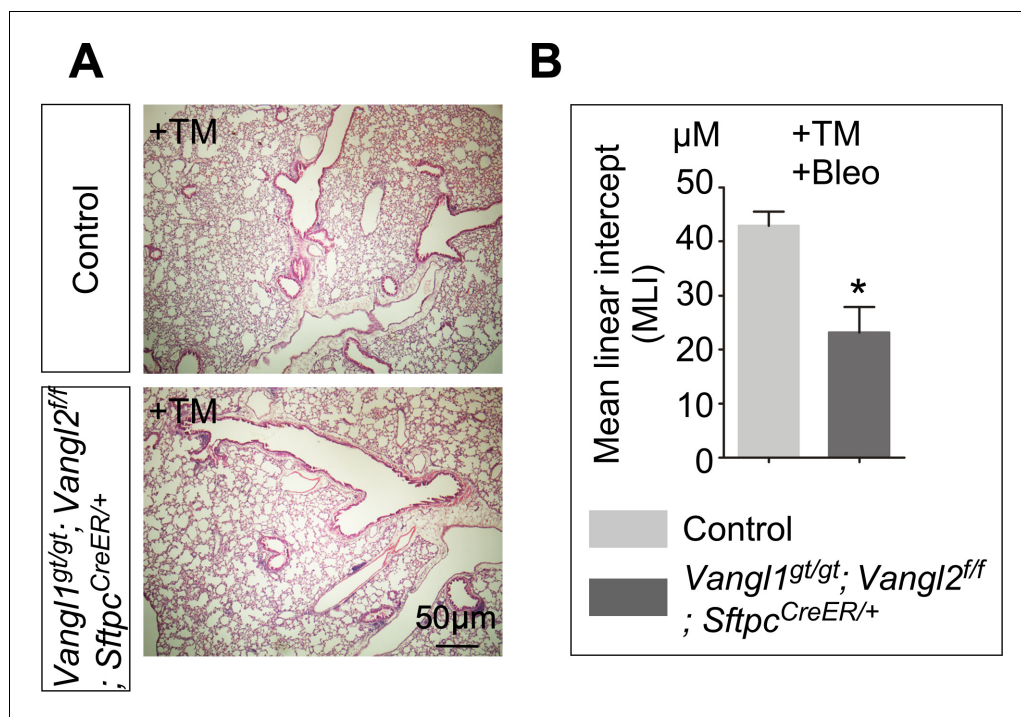 A
Control
+TM
Vangl1gt/gt; Vangl2f/f
; SftpcCreER/+
+TM
50µm
B
µM
+TM
+Bleo
Mean linear intercept
(MLI)
50
40
30
20
10
0
*
Control
Vangl1gt/gt; Vangl2f/f
; SftpcCreER/+